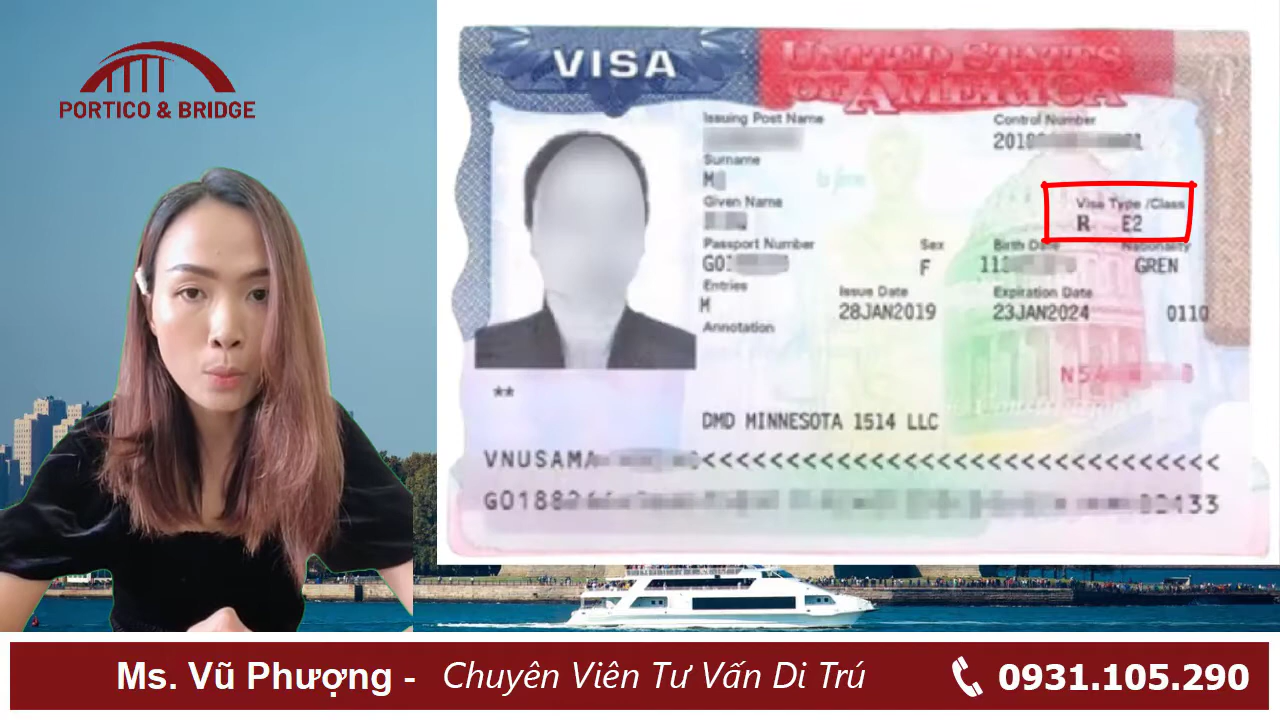 PORTICO & BRIDGE
VISA
UNITED STATES
OF AMERICA
Issuing Post Name
Control Number
Surname
M
Visa Type /Class
R E2
Given Name
Passport Number
Sex
Birth Date
Nationality
F
GREN
Entries
Issue Date
Expiration Date
M
28JAN2019
23JAN2024
0110
Annotation
**
DMD MINNESOTA 1514 LLC
Ms. Vũ Phượng - Chuyên Viên Tư Vấn Di Trú
0931.105.290